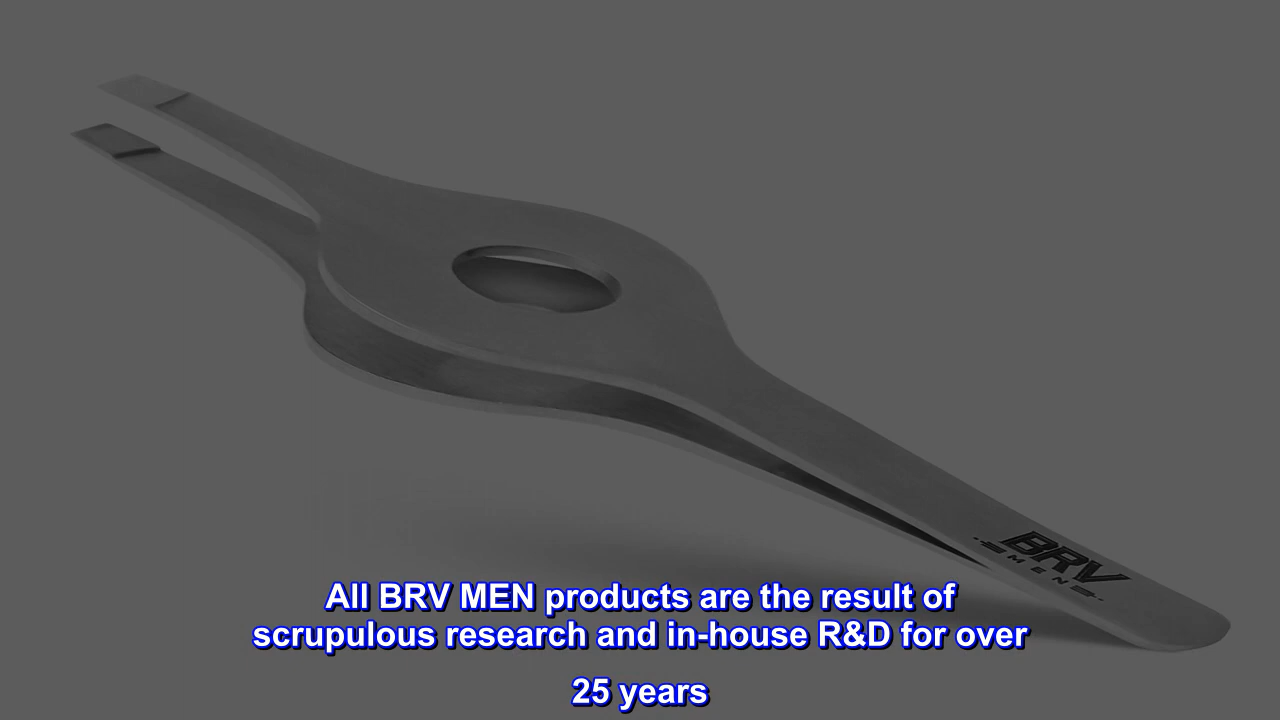 BRV
MEN
All BRV MEN products are the result of
scrupulous research and in-house R&D for over
25 years